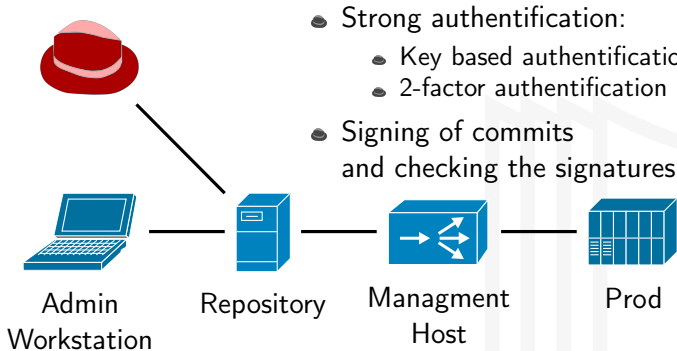 Strong authentification:
Key based authentificatio
2-factor authentification
Signing of commits
and checking the signatures
Admin
Workstation
Repository
Managment
Host
Prod